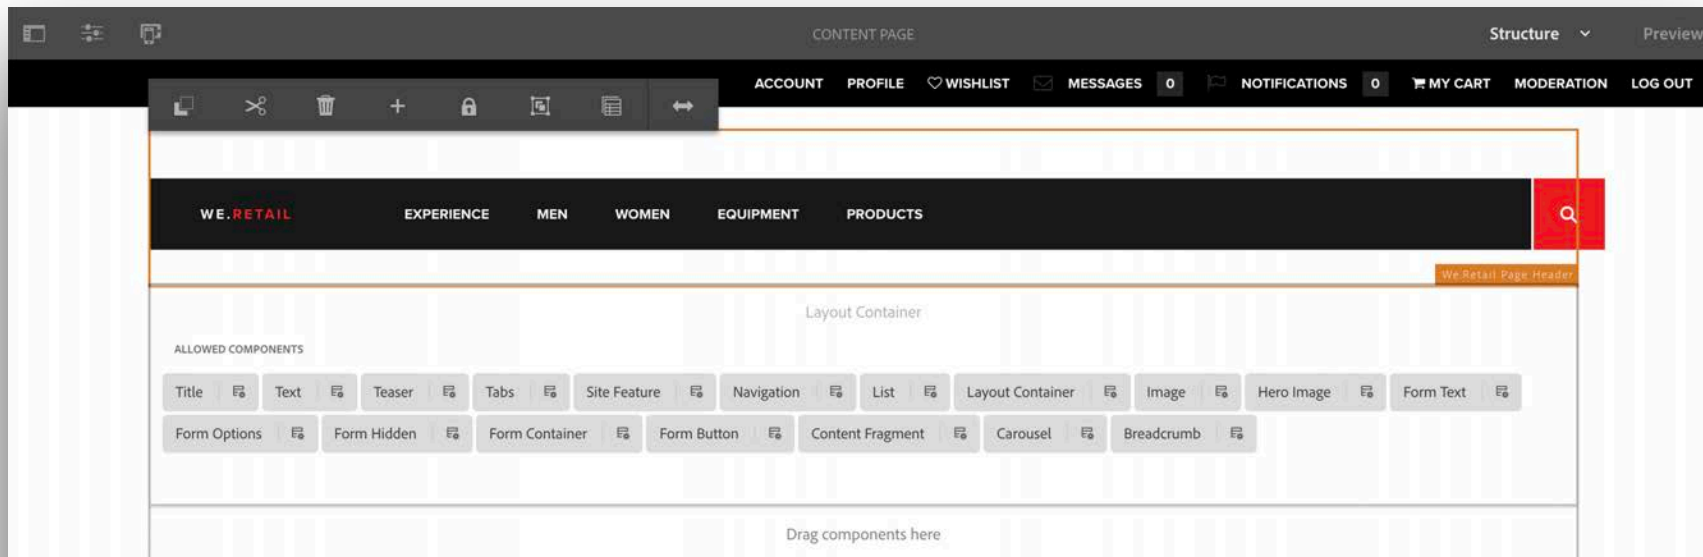 CONTENT PAGE Structure Preview
ACCOUNT PROFILE WISHLIST MESSAGES 0 NOTIFICATIONS 0 MY CART MODERATION LOG OUT
WE.RETAIL EXPERIENCE MEN WOMEN EQUIPMENT PRODUCTS
We.Retail Page Header
Layout Container
ALLOWED COMPONENTS
Title Text Teaser Tabs Site Feature Navigation List Layout Container Image Hero Image Form Text
Form Options Form Hidden Form Container Form Button Content Fragment Carousel Breadcrumb
Drag components here